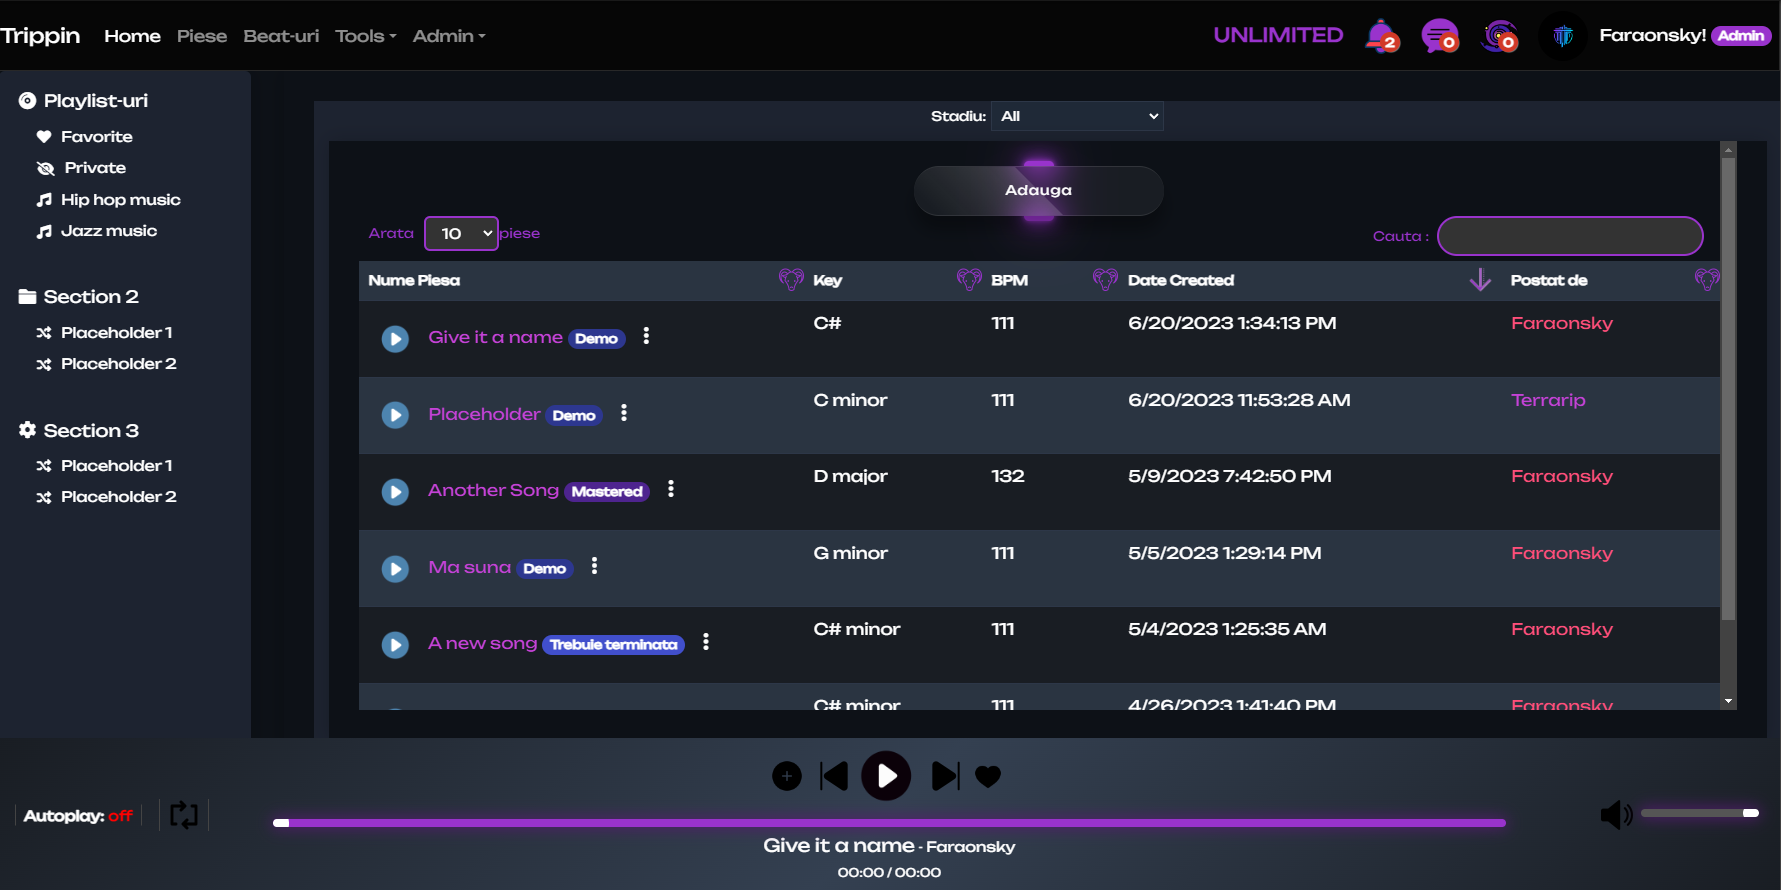 Trippin Home Piese Beat-uri Tools Admin UNLIMITED 2 0 0 Faraonsky! Admin
Playlist-uri
Favorite
Private
Hip hop music
Jazz music
Section 2
Placeholder 1
Placeholder 2
Section 3
Placeholder 1
Placeholder 2
Stadiu: All
Adauga
Arata 10 piese Cauta :
Nume Piesa Key BPM Date Created Postat de
Give it a name Demo C# 111 6/20/2023 1:34:13 PM Faraonsky
Placeholder Demo C minor 111 6/20/2023 11:53:28 AM Terrarip
Another Song Mastered D major 132 5/9/2023 7:42:50 PM Faraonsky
Ma suna Demo G minor 111 5/5/2023 1:29:14 PM Faraonsky
A new song Trebuie terminata C# minor 111 5/4/2023 1:25:35 AM Faraonsky
C# minor 111 4/26/2023 1:41:40 PM Faraonsky
Autoplay: off
Give it a name - Faraonsky
00:00 / 00:00